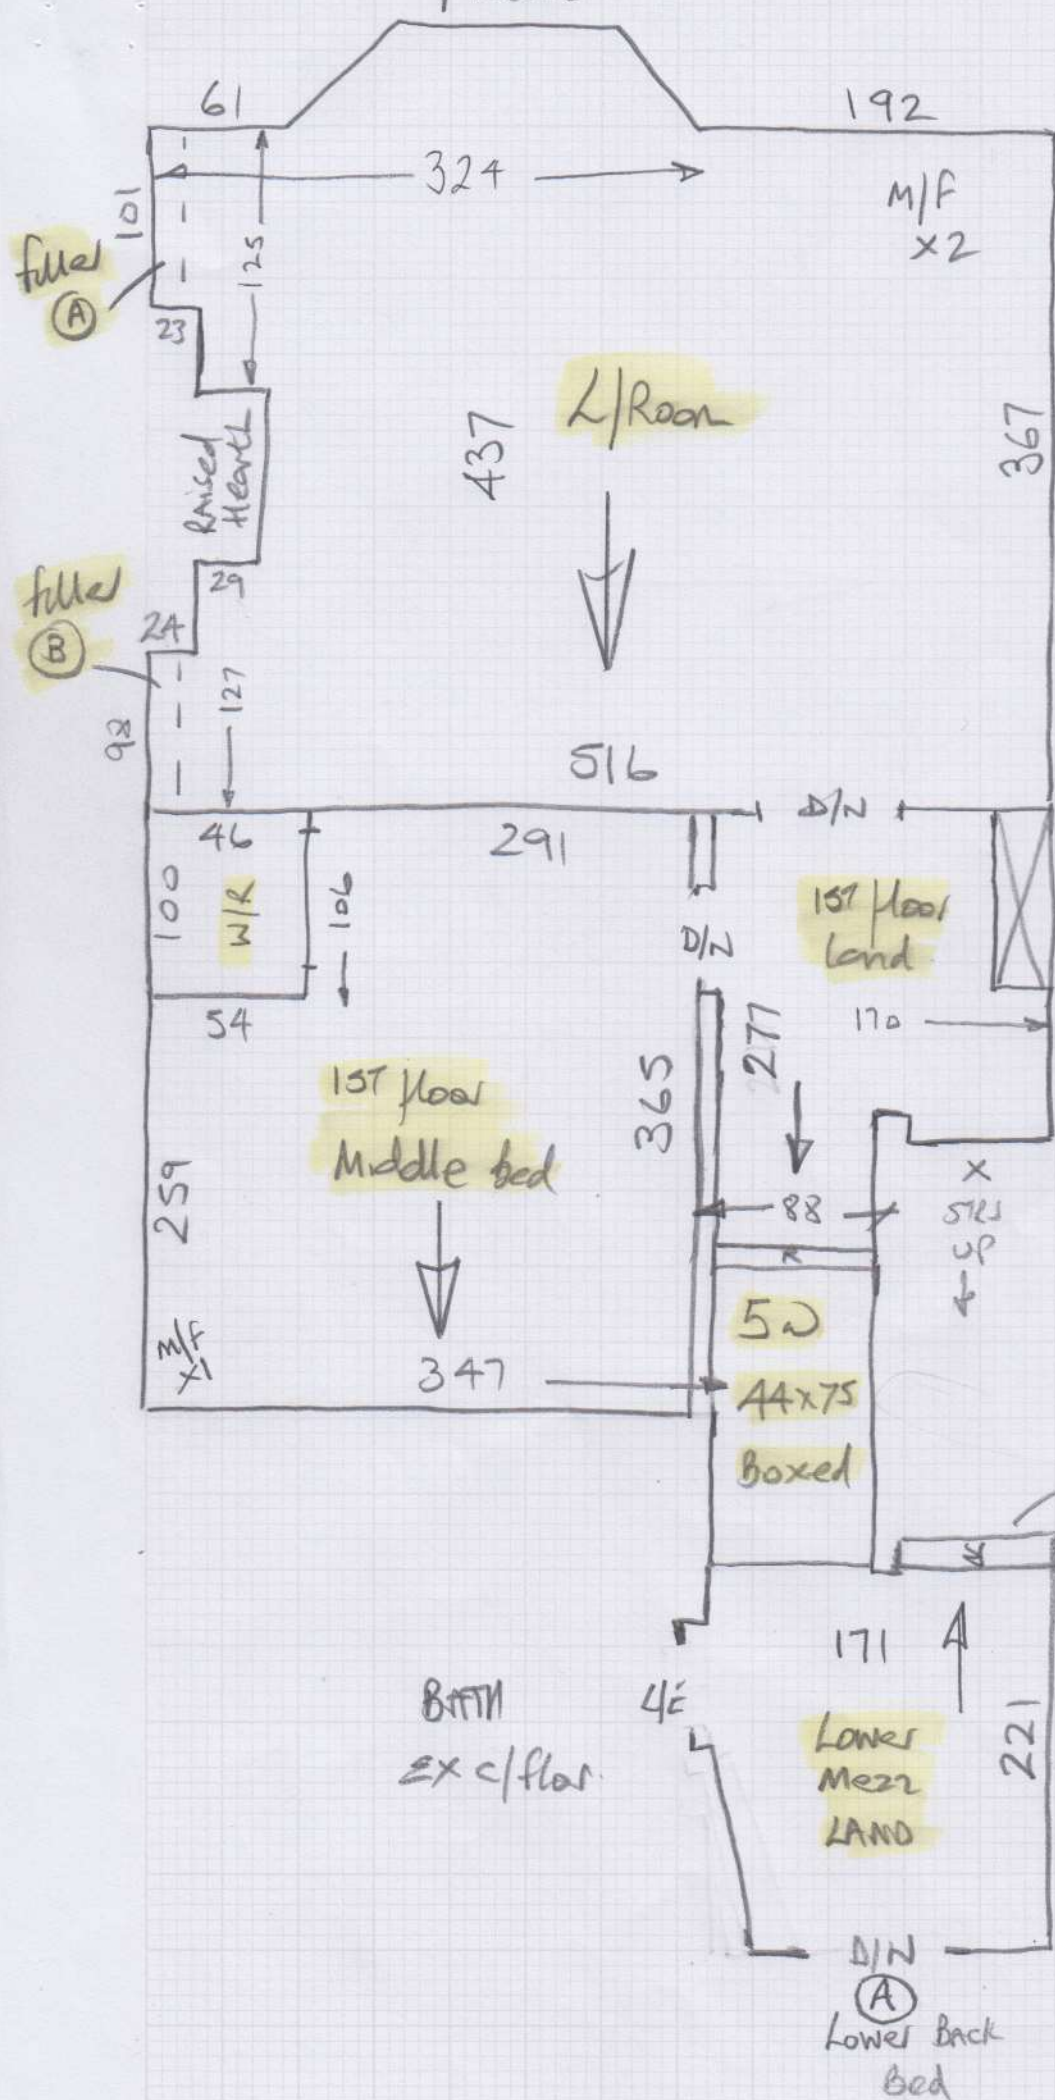 61
192
324
M/F
x2
101
filler
A
125
23
L/Room
437
367
Raised
Hearth
29
filler
B
24
127
98
516
46
291
D/N
100
W/R
106
1ST floor
Land
D/N
54
170
277
1ST floor
Middle bed
365
259
88
X
STRS
UP
R
5W
M/F
X1
347
44x75
Boxed
171
BATH
EX c/floor
Lower
Mezz
LAND
221
D/N
A
Lower Back
Bed